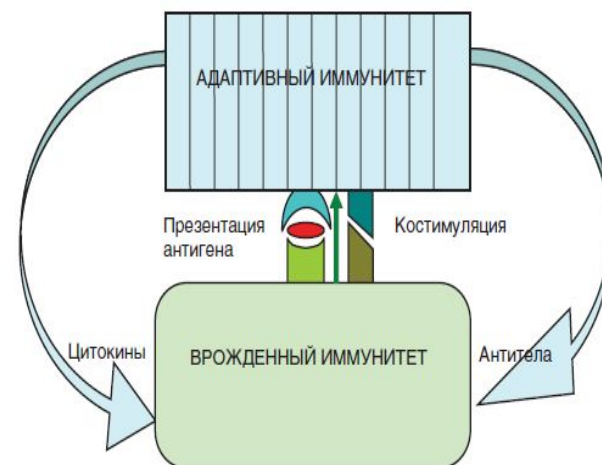 АДАПТИВНЫЙ ИММУНИТЕТ
Презентация
антигена
Костимуляция
Цитокины
ВРОЖДЕННЫЙ ИММУНИТЕТ
Антитела